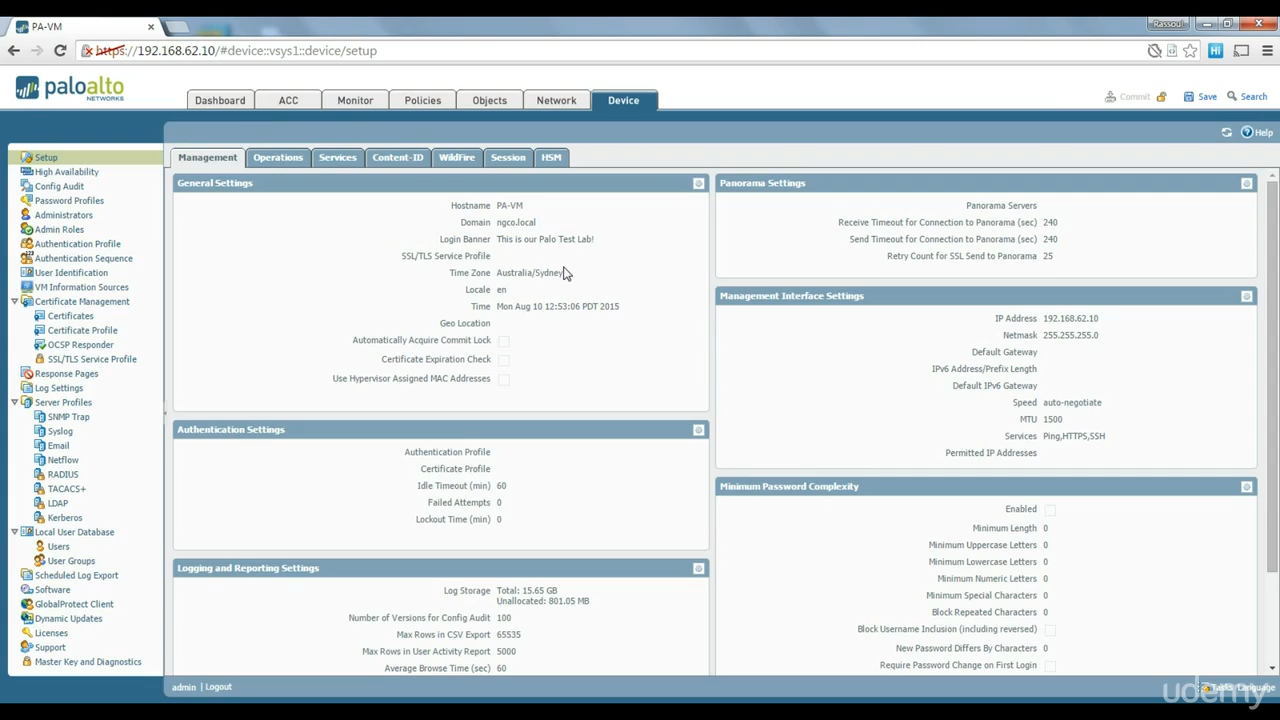 PA-VM
Rassoul
https://192.168.62.10/#device::vsys1::device/setup
paloalto
NETWORKS
Dashboard
ACC
Monitor
Policies
Objects
Network
Device
Commit
Save
Search
Help
Setup
High Availability
Config Audit
Password Profiles
Administrators
Admin Roles
Authentication Profile
Authentication Sequence
User Identification
VM Information Sources
Certificate Management
Certificates
Certificate Profile
OCSP Responder
SSL/TLS Service Profile
Response Pages
Log Settings
Server Profiles
SNMP Trap
Syslog
Email
Netflow
RADIUS
TACACS+
LDAP
Kerberos
Local User Database
Users
User Groups
Scheduled Log Export
Software
GlobalProtect Client
Dynamic Updates
Licenses
Support
Master Key and Diagnostics
Management
Operations
Services
Content-ID
WildFire
Session
HSM
General Settings
Hostname PA-VM
Domain ngco.local
Login Banner This is our Palo Test Lab!
SSL/TLS Service Profile
Time Zone Australia/Sydney
Locale en
Time Mon Aug 10 12:53:06 PDT 2015
Geo Location
Automatically Acquire Commit Lock
Certificate Expiration Check
Use Hypervisor Assigned MAC Addresses
Authentication Settings
Authentication Profile
Certificate Profile
Idle Timeout (min) 60
Failed Attempts 0
Lockout Time (min) 0
Logging and Reporting Settings
Log Storage Total: 15.65 GB
Unallocated: 801.05 MB
Number of Versions for Config Audit 100
Max Rows in CSV Export 65535
Max Rows in User Activity Report 5000
Average Browse Time (sec) 60
Panorama Settings
Panorama Servers
Receive Timeout for Connection to Panorama (sec) 240
Send Timeout for Connection to Panorama (sec) 240
Retry Count for SSL Send to Panorama 25
Management Interface Settings
IP Address 192.168.62.10
Netmask 255.255.255.0
Default Gateway
IPv6 Address/Prefix Length
Default IPv6 Gateway
Speed auto-negotiate
MTU 1500
Services Ping,HTTPS,SSH
Permitted IP Addresses
Minimum Password Complexity
Enabled
Minimum Length 0
Minimum Uppercase Letters 0
Minimum Lowercase Letters 0
Minimum Numeric Letters 0
Minimum Special Characters 0
Block Repeated Characters 0
Block Username Inclusion (including reversed)
New Password Differs By Characters 0
Require Password Change on First Login
admin
Logout
Tasks
Language
udemy